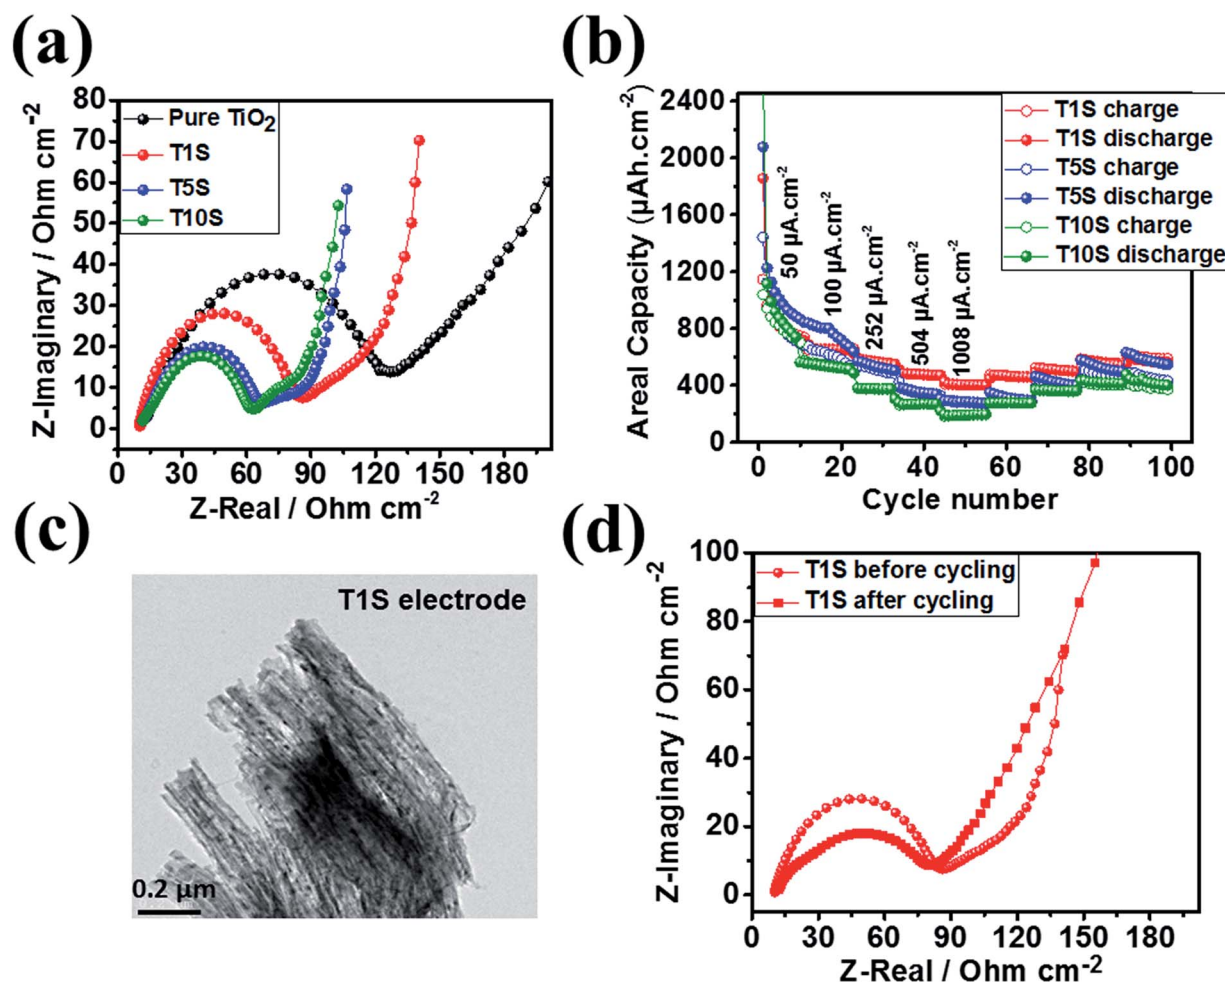 (a)
Z-Imaginary / Ohm cm⁻²
80
70
60
50
40
30
20
10
0
Pure TiO₂
T1S
T5S
T10S
0 30 60 90 120 150 180
Z-Real / Ohm cm⁻²
(b)
Areal Capacity (µAh.cm⁻²)
2400
2000
1600
1200
800
400
0
T1S charge
T1S discharge
T5S charge
T5S discharge
T10S charge
T10S discharge
50 µA.cm⁻²
100 µA.cm⁻²
252 µA.cm⁻²
504 µA.cm⁻²
1008 µA.cm⁻²
0 20 40 60 80 100
Cycle number
(c)
T1S electrode
0.2 µm
(d)
Z-Imaginary / Ohm cm⁻²
100
80
60
40
20
0
T1S before cycling
T1S after cycling
0 30 60 90 120 150 180
Z-Real / Ohm cm⁻²